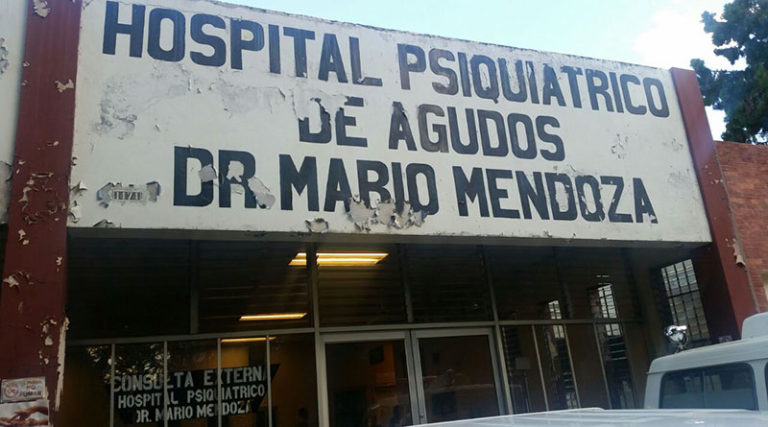 HOSPITAL PSIQUIATRICO
DE AGUDOS
DR. MARIO MENDOZA
CONSULTA EXTERNA
HOSPITAL PSIQUIATRICO
DR. MARIO MENDOZA